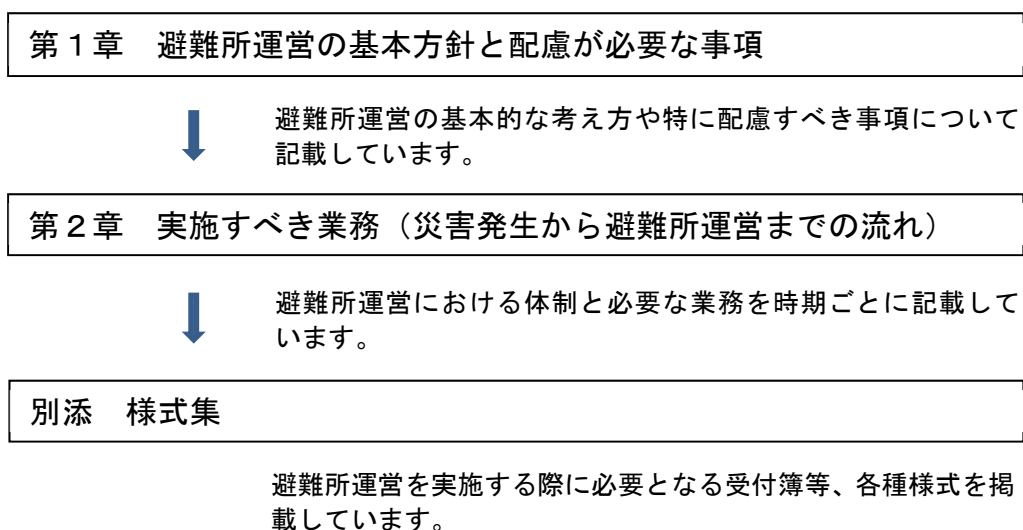 第１章　避難所運営の基本方針と配慮が必要な事項
避難所運営の基本的な考え方や特に配慮すべき事項について
記載しています。
第２章　実施すべき業務（災害発生から避難所運営までの流れ）
避難所運営における体制と必要な業務を時期ごとに記載して
います。
別添　様式集
避難所運営を実施する際に必要となる受付簿等、各種様式を掲
載しています。